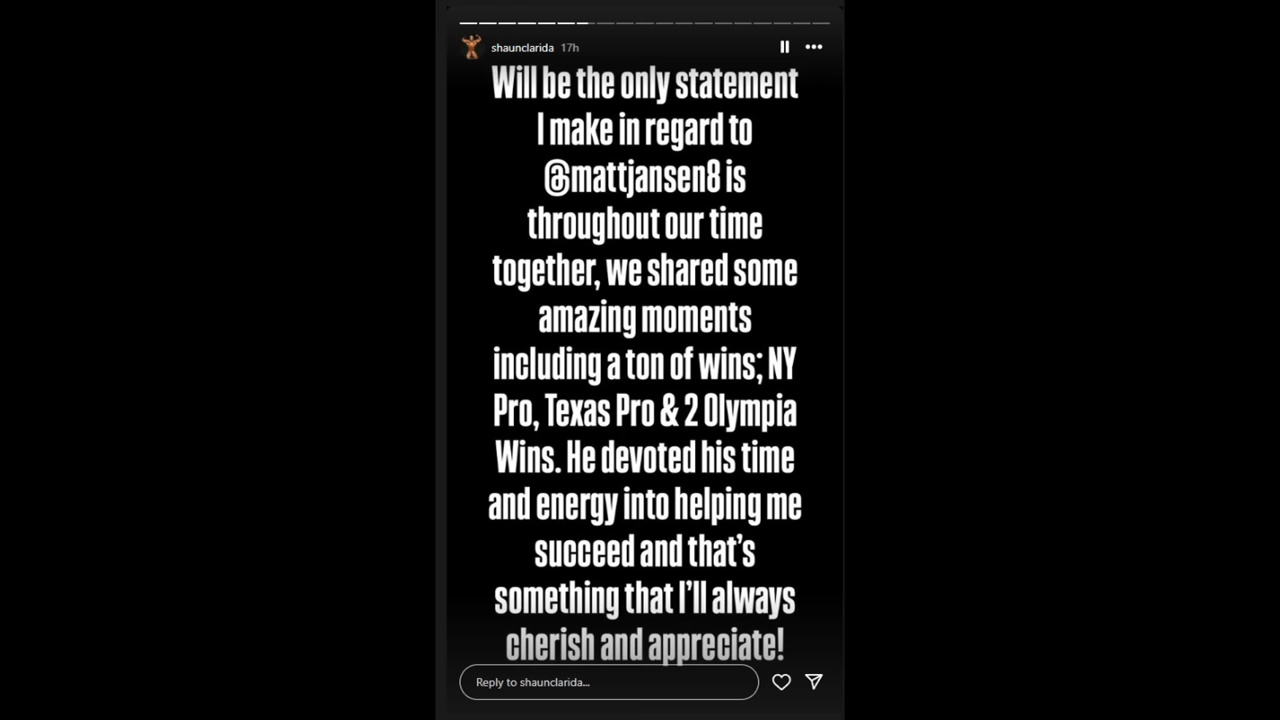 shaunclarida 17h
Will be the only statement
I make in regard to
@mattjansen8 is
throughout our time
together, we shared some
amazing moments
including a ton of wins; NY
Pro, Texas Pro & 2 Olympia
Wins. He devoted his time
and energy into helping me
succeed and that's
something that I'll always
cherish and appreciate!
Reply to shaunclarida...